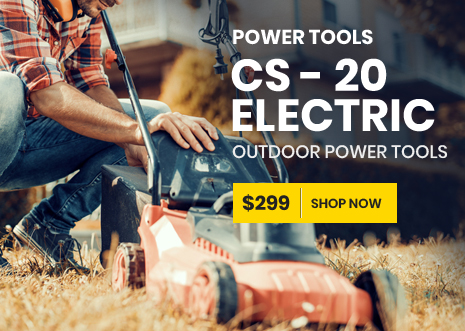 POWER TOOLS
CS - 20
ELECTRIC
OUTDOOR POWER TOOLS
$299 SHOP NOW